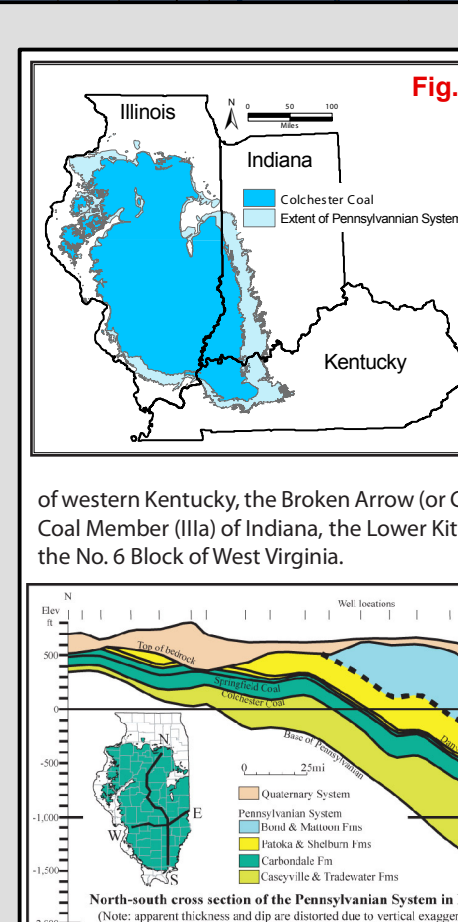 Fig.
Illinois
N
0 50 100
Miles
Indiana
Colchester Coal
Extent of Pennsylvannian System
Kentucky
of western Kentucky, the Broken Arrow (or C
Coal Member (IIIa) of Indiana, the Lower Kit
the No. 6 Block of West Virginia.
N
Elev
ft
Well locations
500
Top of bedrock
Springfield Coal
Colchester Coal
0
Base of Pennsylvanian
Dan
N
0 25mi
-500
Quaternary System
Pennsylvanian System
Bond & Mattoon Fms
E
W
-1,000
Patoka & Shelburn Fms
Carbondale Fm
-1,500
Caseyville & Tradewater Fms
S
North-south cross section of the Pennsylvanian System in
(Note: apparent thickness and dip are distorted due to vertical exagger